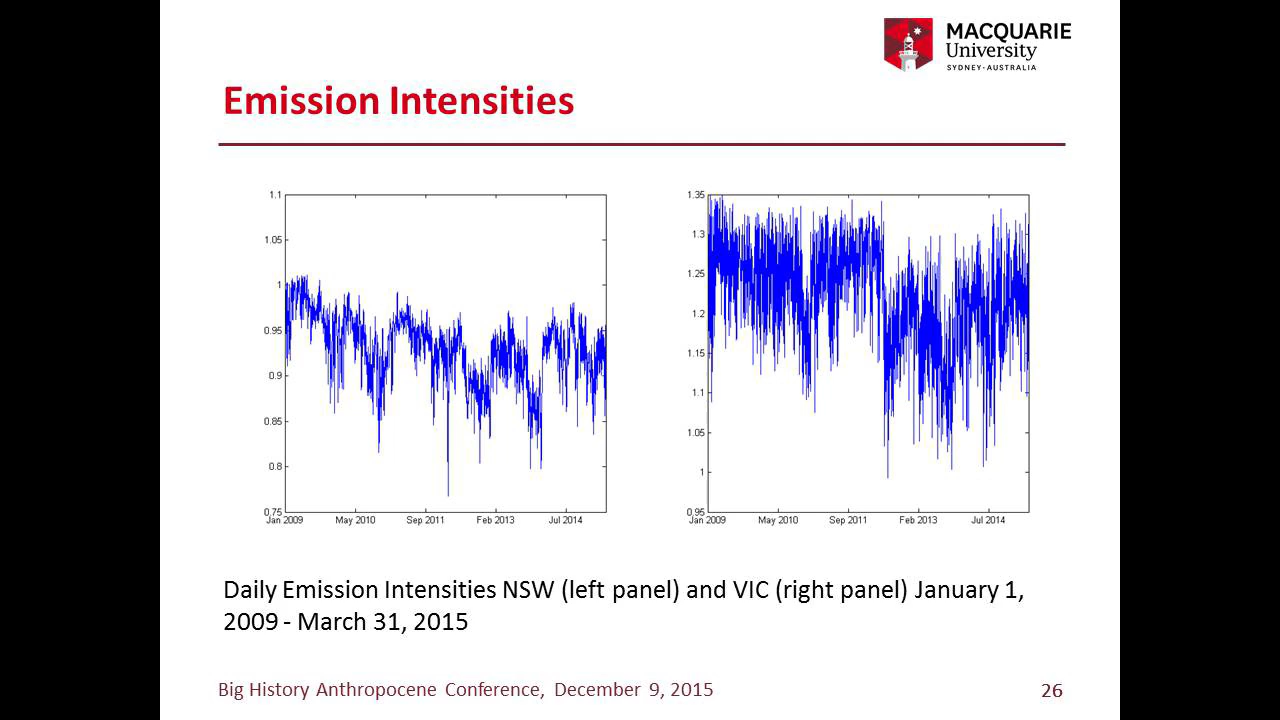 MACQUARIE
University
SYDNEY·AUSTRALIA
Emission Intensities
1.1
1.05
1
0.95
0.9
0.85
0.8
0.75
Jan 2009 May 2010 Sep 2011 Feb 2013 Jul 2014
1.35
1.3
1.25
1.2
1.15
1.1
1.05
1
0.95
Jan 2009 May 2010 Sep 2011 Feb 2013 Jul 2014
Daily Emission Intensities NSW (left panel) and VIC (right panel) January 1,
2009 - March 31, 2015
Big History Anthropocene Conference, December 9, 2015
26